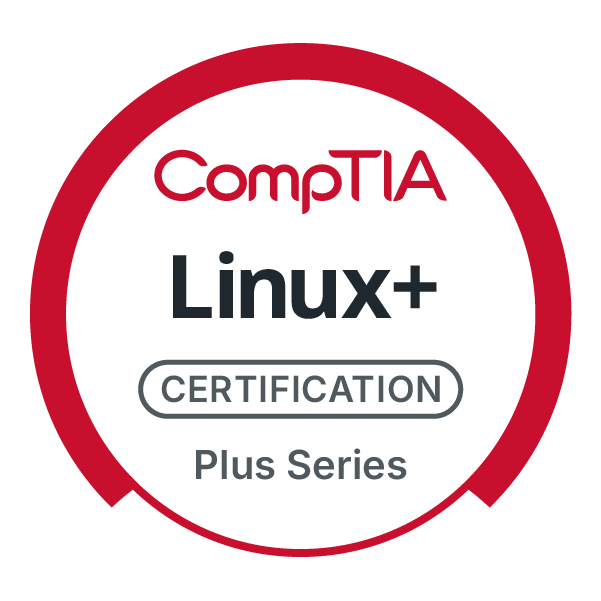 CompTIA
Linux+
CERTIFICATION
Plus Series